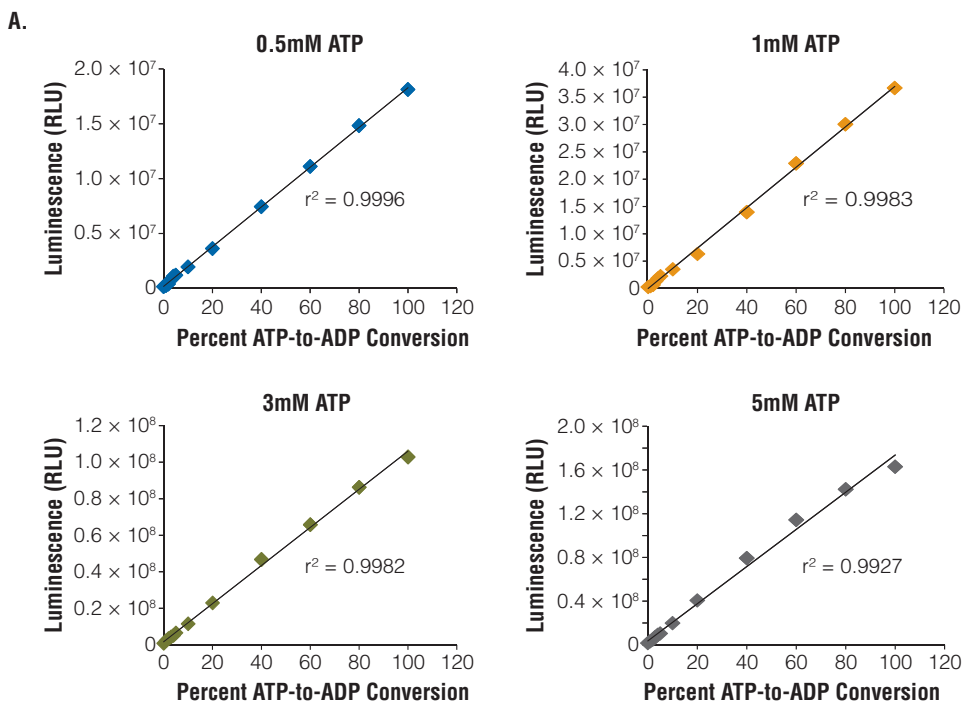 A.
0.5mM ATP
Luminescence (RLU)
2.0 × 10⁷
1.5 × 10⁷
1.0 × 10⁷
0.5 × 10⁷
0
r² = 0.9996
0 20 40 60 80 100 120
Percent ATP-to-ADP Conversion
1mM ATP
Luminescence (RLU)
4.0 × 10⁷
3.5 × 10⁷
3.0 × 10⁷
2.5 × 10⁷
2.0 × 10⁷
1.5 × 10⁷
1.0 × 10⁷
0.5 × 10⁷
0
r² = 0.9983
0 20 40 60 80 100 120
Percent ATP-to-ADP Conversion
3mM ATP
Luminescence (RLU)
1.2 × 10⁸
1.0 × 10⁸
0.8 × 10⁸
0.6 × 10⁸
0.4 × 10⁸
0.2 × 10⁸
0
r² = 0.9982
0 20 40 60 80 100 120
Percent ATP-to-ADP Conversion
5mM ATP
Luminescence (RLU)
2.0 × 10⁸
1.6 × 10⁸
1.2 × 10⁸
0.8 × 10⁸
0.4 × 10⁸
0
r² = 0.9927
0 20 40 60 80 100 120
Percent ATP-to-ADP Conversion